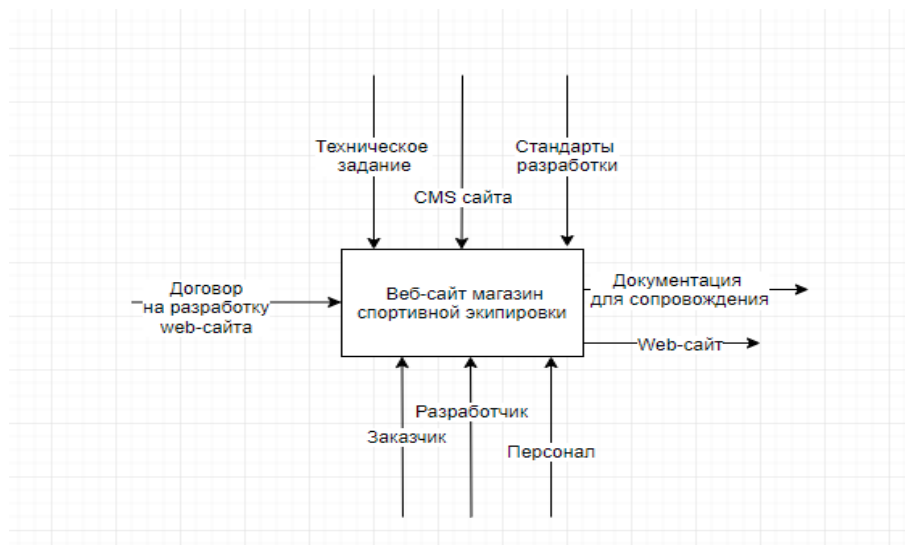 Техническое
задание
Стандарты
разработки
CMS сайта
Договор
на разработку
web-сайта
Веб-сайт магазин
спортивной экипировки
Документация
для сопровождения
Web-сайт
Разработчик
Заказчик
Персонал